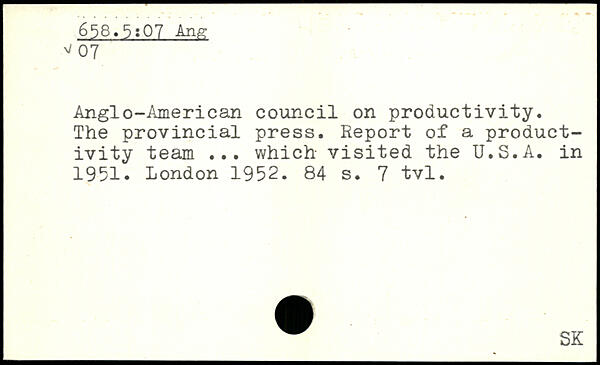 658.5:07 Ang
v 07
Anglo-American council on productivity.
The provincial press. Report of a product-
ivity team ... which visited the U.S.A. in
1951. London 1952. 84 s. 7 tvl.
SK